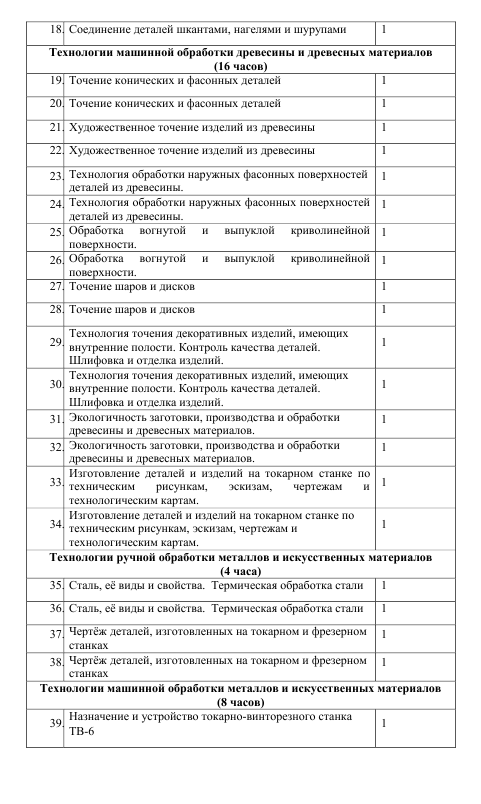 18. Соединение деталей шкантами, нагелями и шурупами 1
Технологии машинной обработки древесины и древесных материалов
(16 часов)
19. Точение конических и фасонных деталей 1
20. Точение конических и фасонных деталей 1
21. Художественное точение изделий из древесины 1
22. Художественное точение изделий из древесины 1
23. Технология обработки наружных фасонных поверхностей 1
деталей из древесины.
24. Технология обработки наружных фасонных поверхностей 1
деталей из древесины.
25. Обработка вогнутой и выпуклой криволинейной 1
поверхности.
26. Обработка вогнутой и выпуклой криволинейной 1
поверхности.
27. Точение шаров и дисков 1
28. Точение шаров и дисков 1
Технология точения декоративных изделий, имеющих
29. внутренние полости. Контроль качества деталей. 1
Шлифовка и отделка изделий.
Технология точения декоративных изделий, имеющих
30. внутренние полости. Контроль качества деталей. 1
Шлифовка и отделка изделий.
31. Экологичность заготовки, производства и обработки 1
древесины и древесных материалов.
32. Экологичность заготовки, производства и обработки 1
древесины и древесных материалов.
Изготовление деталей и изделий на токарном станке по
33. техническим рисункам, эскизам, чертежам и 1
технологическим картам.
Изготовление деталей и изделий на токарном станке по
34. техническим рисункам, эскизам, чертежам и 1
технологическим картам.
Технологии ручной обработки металлов и искусственных материалов
(4 часа)
35. Сталь, её виды и свойства. Термическая обработка стали 1
36. Сталь, её виды и свойства. Термическая обработка стали 1
37. Чертёж деталей, изготовленных на токарном и фрезерном 1
станках
38. Чертёж деталей, изготовленных на токарном и фрезерном 1
станках
Технологии машинной обработки металлов и искусственных материалов
(8 часов)
39. Назначение и устройство токарно-винторезного станка 1
ТВ-6